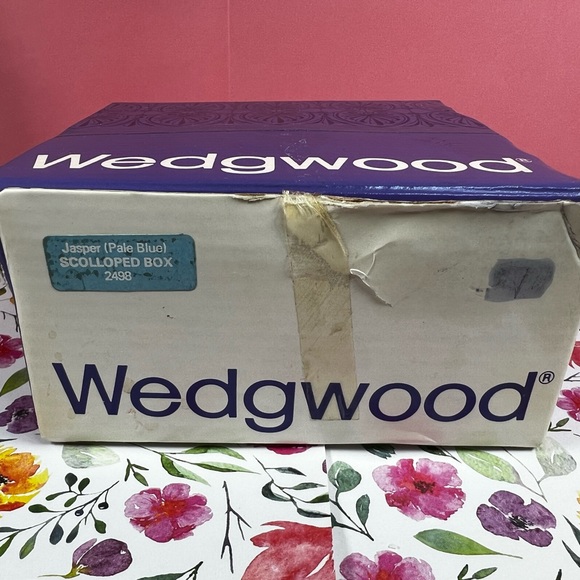 Wedgwood®
Jasper (Pale Blue)
SCOLLOPED BOX
2498
Wedgwood®